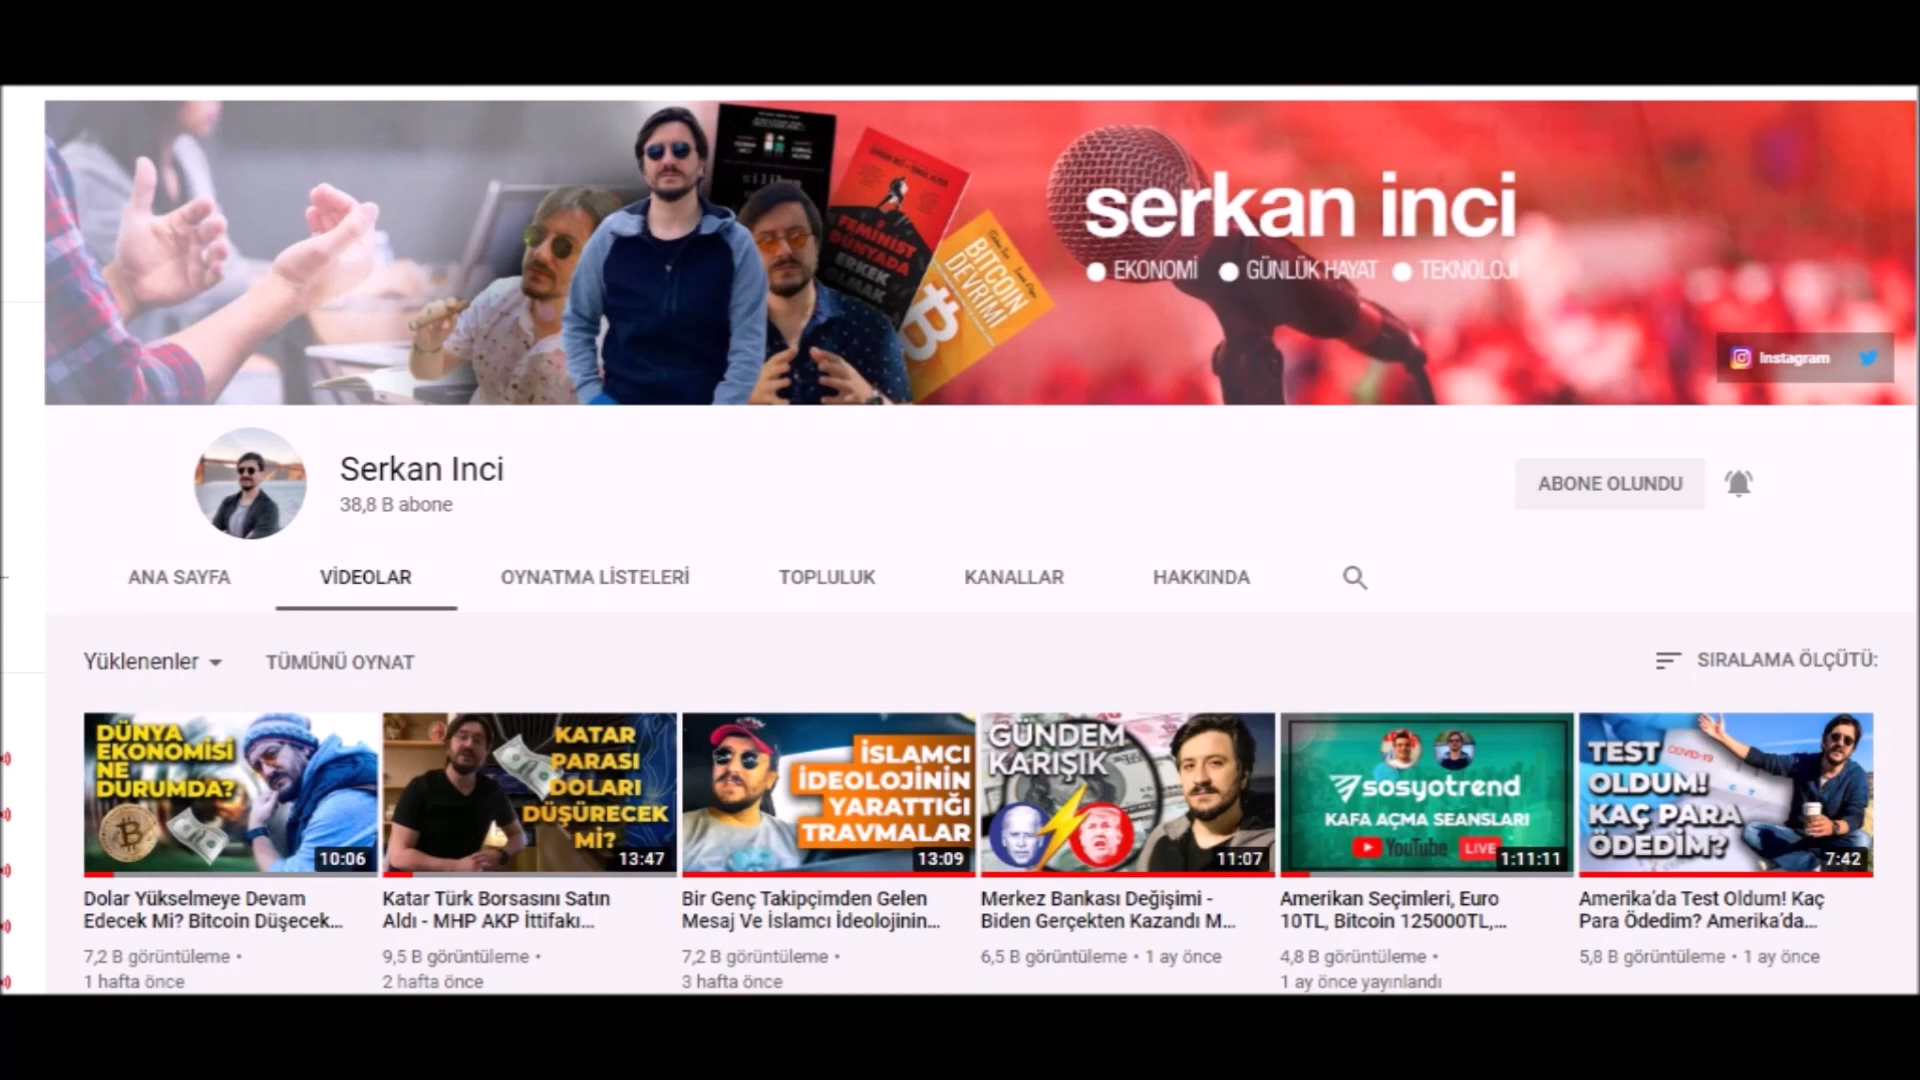 serkan inci
EKONOMİ GÜNLÜK HAYAT TEKNOLOJİ
FEMİNİST
DÜNYADA
ERKEK
OLMAK
BITCOIN
DEVRİMİ
Instagram
Serkan Inci
38,8 B abone
ABONE OLUNDU
ANA SAYFA VİDEOLAR OYNATMA LİSTELERİ TOPLULUK KANALLAR HAKKINDA
Yüklenenler TÜMÜNÜ OYNAT SIRALAMA ÖLÇÜTÜ:
DÜNYA
EKONOMİSİ
NE
DURUMDA?
10:06
Dolar Yükselmeye Devam
Edecek Mi? Bitcoin Düşecek...
7,2 B görüntüleme •
1 hafta önce
KATAR
PARASI
DOLARI
DÜŞÜRECEK
Mİ?
13:47
Katar Türk Borsasını Satın
Aldı - MHP AKP İttifakı...
9,5 B görüntüleme •
2 hafta önce
İSLAMCI
İDEOLOJİNİN
YARATTIĞI
TRAVMALAR
13:09
Bir Genç Takipçimden Gelen
Mesaj Ve İslamcı İdeolojinin...
7,2 B görüntüleme •
3 hafta önce
GÜNDEM
KARIŞIK
11:07
Merkez Bankası Değişimi -
Biden Gerçekten Kazandı M...
6,5 B görüntüleme • 1 ay önce
sosyotrend
KAFA AÇMA SEANSLARI
YouTube LIVE
1:11:11
Amerikan Seçimleri, Euro
10TL, Bitcoin 125000TL,...
4,8 B görüntüleme •
1 ay önce yayınlandı
TEST COVID-19
OLDUM!
KAÇ PARA
ÖDEDİM?
7:42
Amerika'da Test Oldum! Kaç
Para Ödedim? Amerika'da...
5,8 B görüntüleme • 1 ay önce